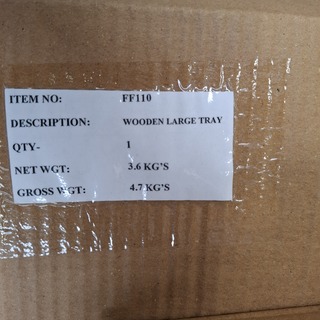 ITEM NO: FF110
DESCRIPTION: WOODEN LARGE TRAY
QTY- 1
NET WGT: 3.6 KG'S
GROSS WGT: 4.7 KG'S